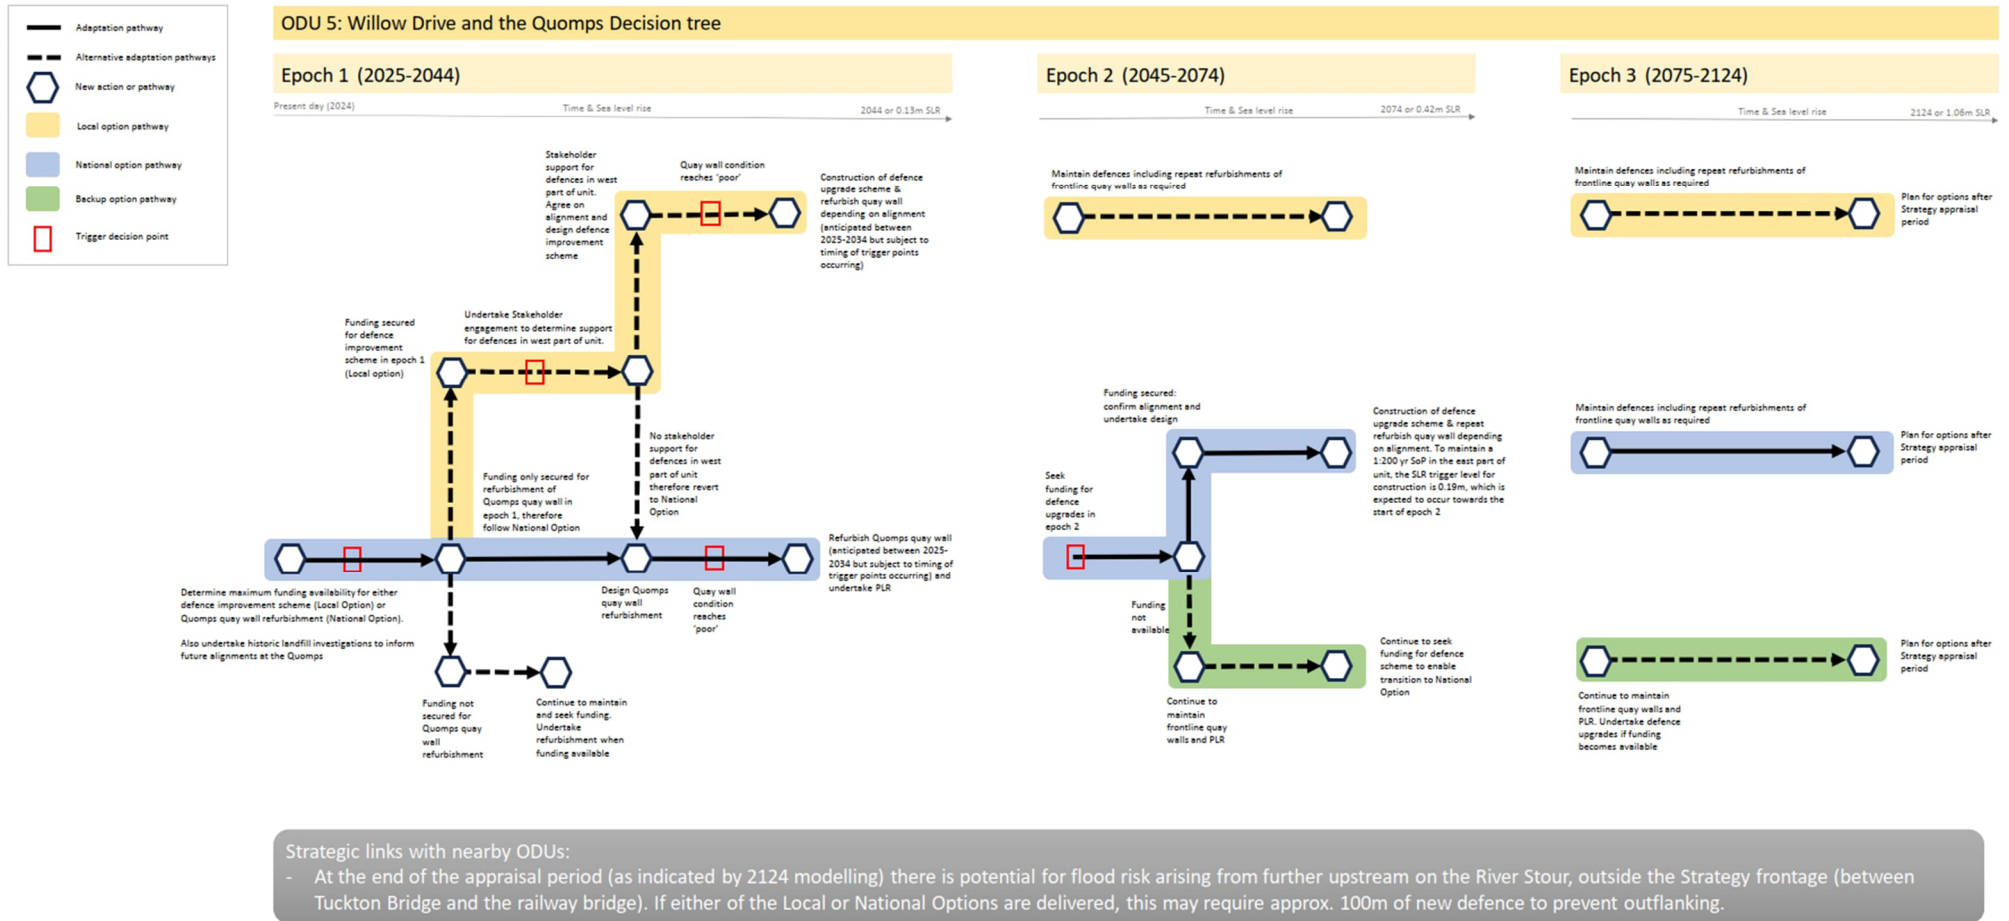 Adaptation pathway
Alternative adaptation pathways
New action or pathway
Local option pathway
National option pathway
Backup option pathway
Trigger decision point
ODU 5: Willow Drive and the Quomps Decision tree
Epoch 1 (2025-2044)
Present day (2024)
Time & Sea level rise
2044 or 0.13m SLR
Stakeholder
support for
defences in west
part of unit.
Agree on
alignment and
design defence
improvement
scheme
Quay wall condition
reaches 'poor'
Construction of defence
upgrade scheme &
refurbish quay wall
depending on alignment
(anticipated between
2025-2034 but subject to
timing of trigger points
occurring)
Funding secured
for defence
improvement
scheme in epoch 1
(Local option)
Undertake Stakeholder
engagement to determine support
for defences in west part of unit.
No stakeholder
support for
defences in west
part of unit
therefore revert
to National
Option
Funding only secured for
refurbishment of
Quomps quay wall in
epoch 1, therefore
follow National Option
Refurbish Quomps quay wall
(anticipated between 2025-
2034 but subject to timing of
trigger points occurring) and
undertake PLR
Determine maximum funding availability for either
defence improvement scheme (Local Option) or
Quomps quay wall refurbishment (National Option).
Also undertake historic landfill investigations to inform
future alignments at the Quomps
Design Quomps
quay wall
refurbishment
Quay wall
condition
reaches
'poor'
Funding not
secured for
Quomps quay
wall
refurbishment
Continue to maintain
and seek funding.
Undertake
refurbishment when
funding available
Epoch 2 (2045-2074)
Time & Sea level rise
2074 or 0.42m SLR
Maintain defences including repeat refurbishments of
frontline quay walls as required
Funding secured:
confirm alignment and
undertake design
Seek
funding for
defence
upgrades in
epoch 2
Construction of defence
upgrade scheme & repeat
refurbish quay wall depending
on alignment. To maintain a
1:200 yr SoP in the east part of
unit, the SLR trigger level for
construction is 0.19m, which is
expected to occur towards the
start of epoch 2
Funding
not
available
Continue to
maintain
frontline quay
walls and PLR
Continue to seek
funding for defence
scheme to enable
transition to National
Option
Epoch 3 (2075-2124)
Time & Sea level rise
2124 or 1.06m SLR
Maintain defences including repeat refurbishments of
frontline quay walls as required
Plan for options after
Strategy appraisal
period
Maintain defences including repeat refurbishments of
frontline quay walls as required
Plan for options after
Strategy appraisal
period
Plan for options after
Strategy appraisal
period
Continue to maintain
frontline quay walls and
PLR. Undertake defence
upgrades if funding
becomes available
Strategic links with nearby ODUs:
- At the end of the appraisal period (as indicated by 2124 modelling) there is potential for flood risk arising from further upstream on the River Stour, outside the Strategy frontage (between
Tuckton Bridge and the railway bridge). If either of the Local or National Options are delivered, this may require approx. 100m of new defence to prevent outflanking.